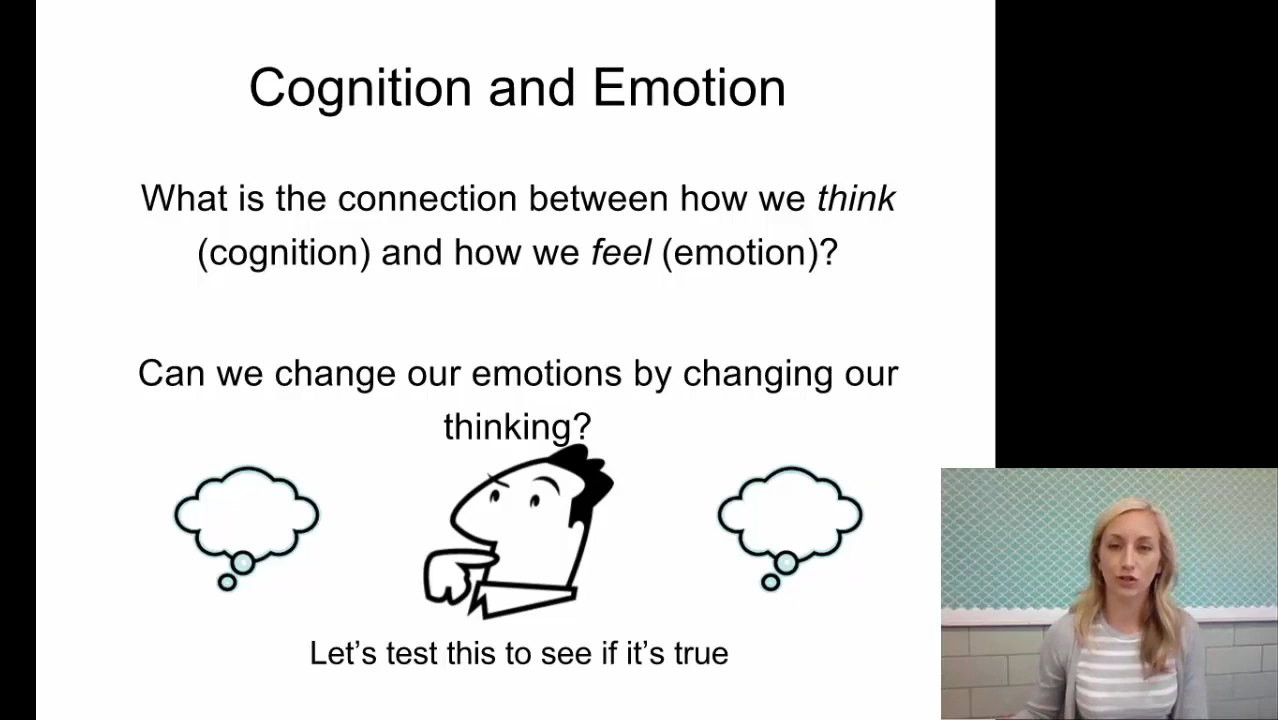 Cognition and Emotion
What is the connection between how we think
(cognition) and how we feel (emotion)?
Can we change our emotions by changing our
thinking?
Let’s test this to see if it’s true